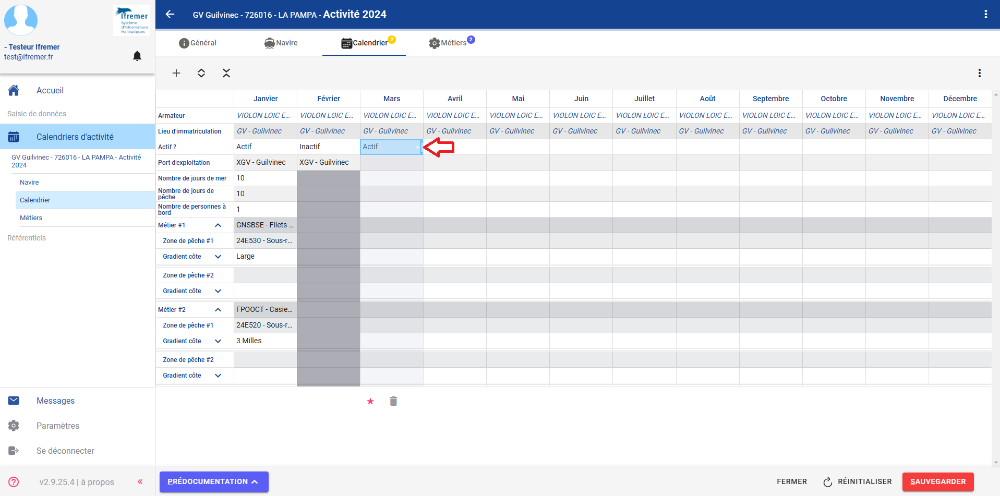 ifremer
Système
d'Informations
Halieutiques
- Testeur Ifremer
test@ifremer.fr
Accueil
Saisie de données
Calendriers d'activité
GV Guilvinec - 726016 - LA PAMPA - Activité
2024
Navire
Calendrier
Métiers
Référentiels
Messages
Paramètres
Se déconnecter
v2.9.25.4 | à propos
GV Guilvinec - 726016 - LA PAMPA - Activité 2024
Général Navire Calendrier 2 Métiers 2
Janvier Février Mars Avril Mai Juin Juillet Août Septembre Octobre Novembre Décembre
Armateur VIOLON LOIC E... VIOLON LOIC E... VIOLON LOIC E... VIOLON LOIC E... VIOLON LOIC E... VIOLON LOIC E... VIOLON LOIC E... VIOLON LOIC E... VIOLON LOIC E... VIOLON LOIC E... VIOLON LOIC E... VIOLON LOIC E...
Lieu d'immatriculation GV - Guilvinec GV - Guilvinec GV - Guilvinec GV - Guilvinec GV - Guilvinec GV - Guilvinec GV - Guilvinec GV - Guilvinec GV - Guilvinec GV - Guilvinec GV - Guilvinec GV - Guilvinec
Actif ? Actif Inactif Actif
Port d'exploitation XGV - Guilvinec XGV - Guilvinec
Nombre de jours de mer 10
Nombre de jours de
pêche 10
Nombre de personnes à
bord 1
Métier #1 GNSBSE - Filets ...
Zone de pêche #1 24E530 - Sous-r...
Gradient côte Large
Zone de pêche #2
Gradient côte
Métier #2 FPOOCT - Casie...
Zone de pêche #1 24E520 - Sous-r...
Gradient côte 3 Milles
Zone de pêche #2
Gradient côte
PRÉDOCUMENTATION FERMER RÉINITIALISER SAUVEGARDER